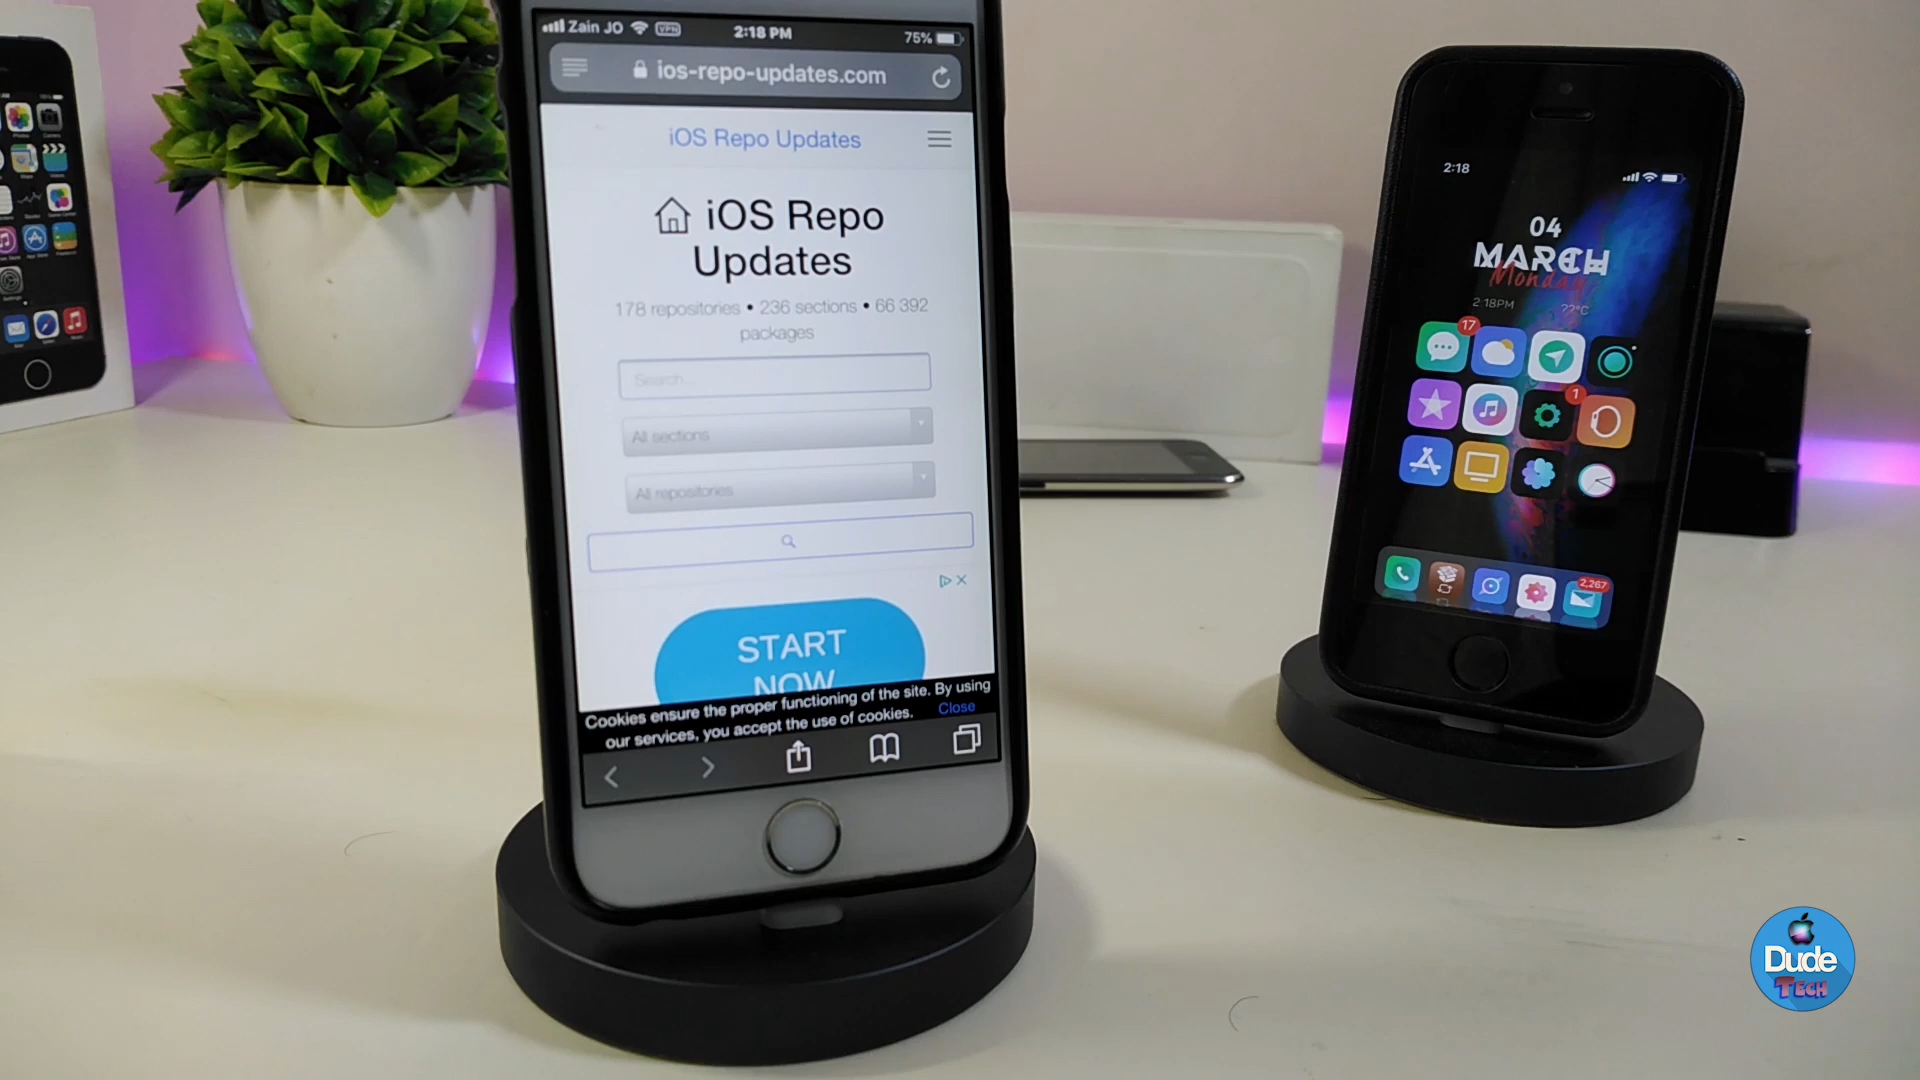 Zain JO
VPN
2:18 PM
75%
ios-repo-updates.com
iOS Repo Updates
iOS Repo
Updates
178 repositories • 236 sections • 66 392
packages
Search...
All sections
All repositories
START
NOW
Cookies ensure the proper functioning of the site. By using
our services, you accept the use of cookies.
Close
2:18
04
MARCH
Monday
2:18PM
??°C
17
1
2,267
Dude
TECH